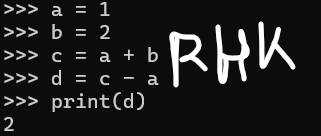 >>> a = 1
>>> b = 2
>>> c = a + b
>>> d = c - a
>>> print(d)
2
RHK